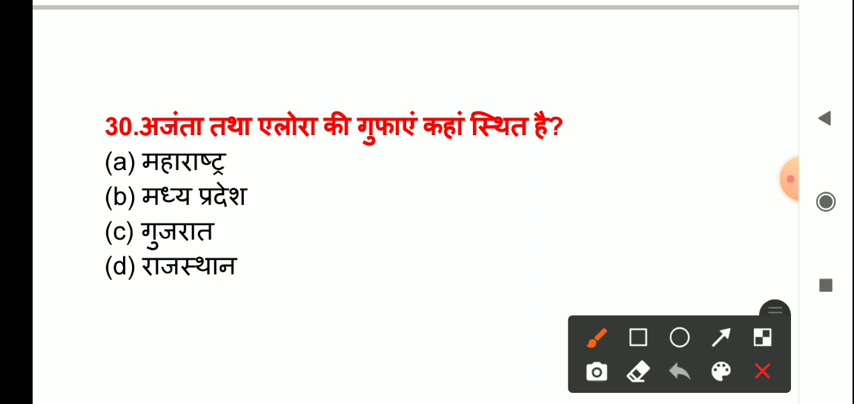 30.अजंता तथा एलोरा की गुफाएं कहां स्थित है?
(a) महाराष्ट्र
(b) मध्य प्रदेश
(c) गुजरात
(d) राजस्थान